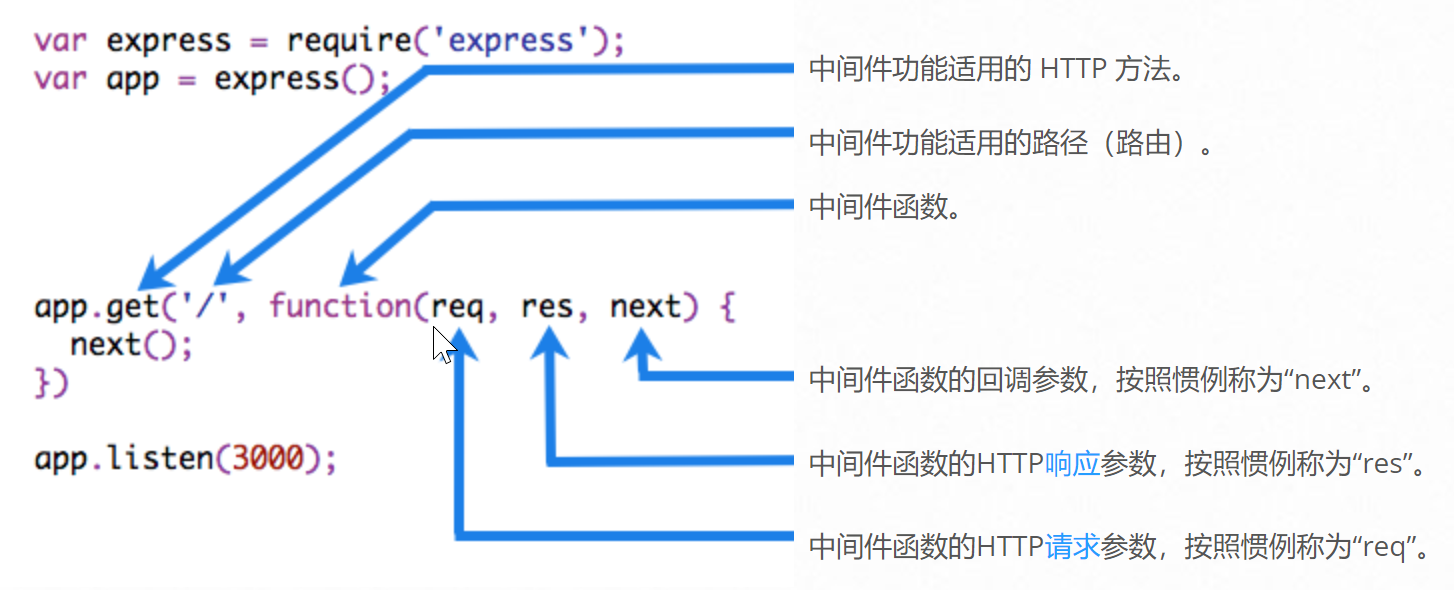 var express = require('express');
var app = express();
中间件功能适用的 HTTP 方法。
中间件功能适用的路径（路由）。
中间件函数。
app.get('/', function(req, res, next) {
next();
})
中间件函数的回调参数，按照惯例称为“next”。
app.listen(3000);
中间件函数的HTTP响应参数，按照惯例称为“res”。
中间件函数的HTTP请求参数，按照惯例称为“req”。